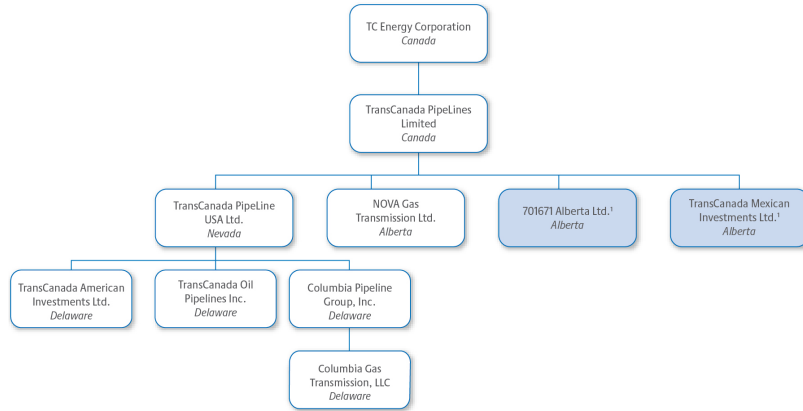 TC Energy Corporation
Canada
TransCanada PipeLines
Limited
Canada
TransCanada PipeLine
USA Ltd.
Nevada
NOVA Gas
Transmission Ltd.
Alberta
701671 Alberta Ltd.¹
Alberta
TransCanada Mexican
Investments Ltd.¹
Alberta
TransCanada American
Investments Ltd.
Delaware
TransCanada Oil
Pipelines Inc.
Delaware
Columbia Pipeline
Group, Inc.
Delaware
Columbia Gas
Transmission, LLC
Delaware